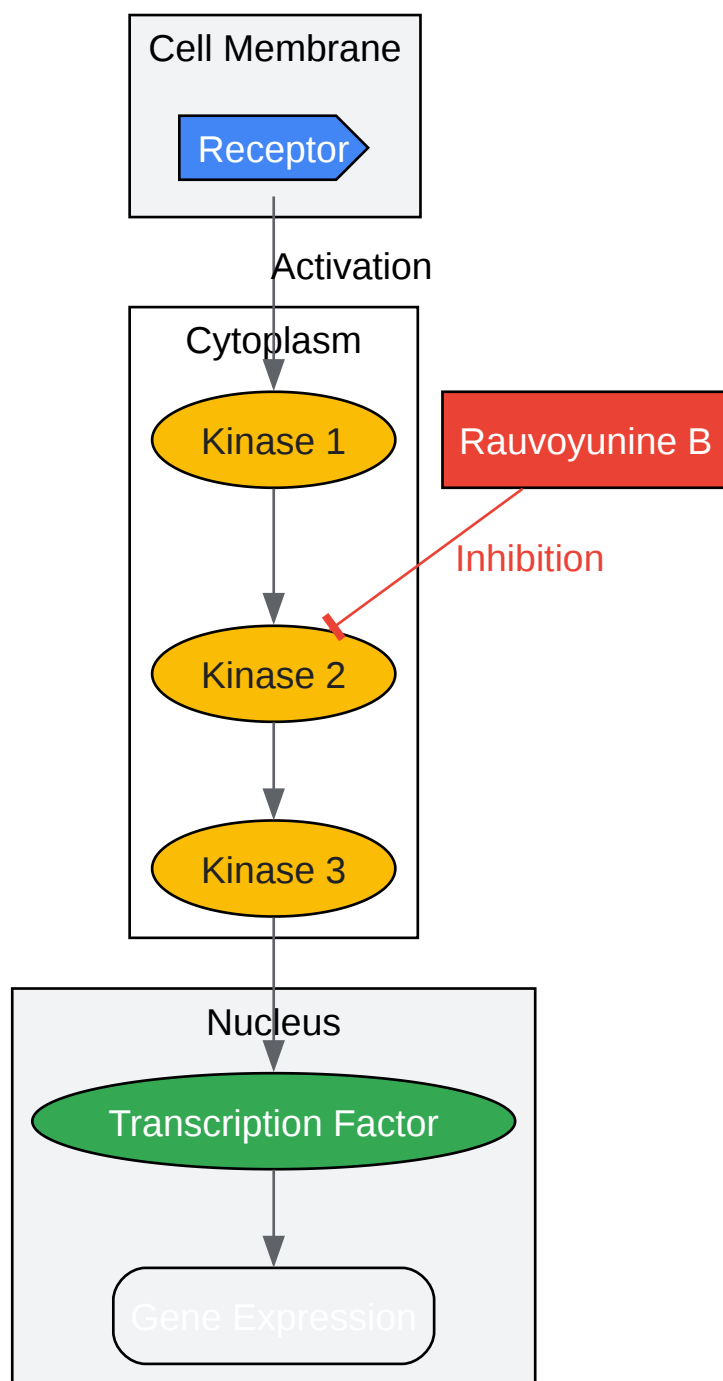 Cell Membrane
Receptor
Activation
Cytoplasm
Kinase 1
Rauvoyunine B
Inhibition
Kinase 2
Kinase 3
Nucleus
Transcription Factor
Gene Expression